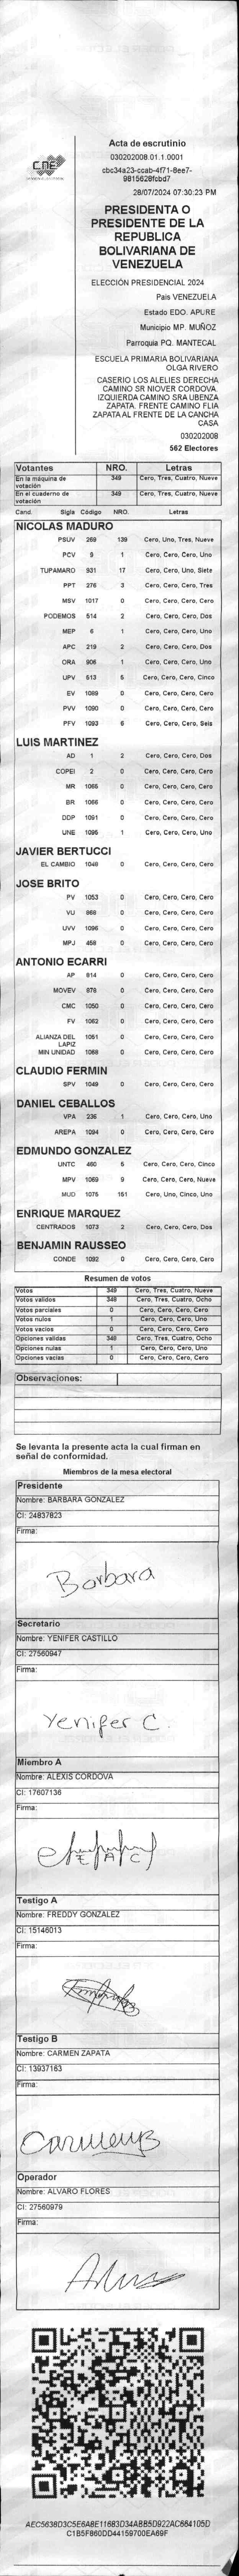 Acta de escrutinio
030202008.01.1.0001
cbc34a23-ccab-4f71-8ee7-
9815628fcbd7
28/07/2024 07:30:23 PM
CNE
PRESIDENTA O
PRESIDENTE DE LA
REPUBLICA
BOLIVARIANA DE
VENEZUELA
ELECCIÓN PRESIDENCIAL 2024
Pais VENEZUELA
Estado EDO. APURE
Municipio MP. MUÑOZ
Parroquia PQ. MANTECAL
ESCUELA PRIMARIA BOLIVARIANA
OLGA RIVERO
CASERIO LOS ALELIES DERECHA
CAMINO SR NIOVER CORDOVA.
IZQUIERDA CAMINO SRA UBENZA
ZAPATA. FRENTE CAMINO FLIA
ZAPATA AL FRENTE DE LA CANCHA
CASA
030202008
562 Electores
Votantes NRO. Letras
En la máquina de votación 349 Cero, Tres, Cuatro, Nueve
En el cuaderno de votación 349 Cero, Tres, Cuatro, Nueve
Cand. Sigla Código NRO. Letras
NICOLAS MADURO
PSUV 269 139 Cero, Uno, Tres, Nueve
PCV 9 1 Cero, Cero, Cero, Uno
TUPAMARO 931 17 Cero, Cero, Uno, Siete
PPT 276 3 Cero, Cero, Cero, Tres
MSV 1017 0 Cero, Cero, Cero, Cero
PODEMOS 514 2 Cero, Cero, Cero, Dos
MEP 6 1 Cero, Cero, Cero, Uno
APC 219 2 Cero, Cero, Cero, Dos
ORA 906 1 Cero, Cero, Cero, Uno
UPV 513 5 Cero, Cero, Cero, Cinco
EV 1089 0 Cero, Cero, Cero, Cero
PVV 1090 0 Cero, Cero, Cero, Cero
PFV 1093 6 Cero, Cero, Cero, Seis
LUIS MARTINEZ
AD 1 2 Cero, Cero, Cero, Dos
COPEI 2 0 Cero, Cero, Cero, Cero
MR 1065 0 Cero, Cero, Cero, Cero
BR 1066 0 Cero, Cero, Cero, Cero
DDP 1091 0 Cero, Cero, Cero, Cero
UNE 1095 1 Cero, Cero, Cero, Uno
JAVIER BERTUCCI
EL CAMBIO 1048 0 Cero, Cero, Cero, Cero
JOSE BRITO
PV 1053 0 Cero, Cero, Cero, Cero
VU 868 0 Cero, Cero, Cero, Cero
UVV 1096 0 Cero, Cero, Cero, Cero
MPJ 458 0 Cero, Cero, Cero, Cero
ANTONIO ECARRI
AP 814 0 Cero, Cero, Cero, Cero
MOVEV 878 0 Cero, Cero, Cero, Cero
CMC 1050 0 Cero, Cero, Cero, Cero
FV 1062 0 Cero, Cero, Cero, Cero
ALIANZA DEL LAPIZ 1051 0 Cero, Cero, Cero, Cero
MIN UNIDAD 1068 0 Cero, Cero, Cero, Cero
CLAUDIO FERMIN
SPV 1049 0 Cero, Cero, Cero, Cero
DANIEL CEBALLOS
VPA 236 1 Cero, Cero, Cero, Uno
AREPA 1094 0 Cero, Cero, Cero, Cero
EDMUNDO GONZALEZ
UNTC 460 5 Cero, Cero, Cero, Cinco
MPV 1069 9 Cero, Cero, Cero, Nueve
MUD 1075 151 Cero, Uno, Cinco, Uno
ENRIQUE MARQUEZ
CENTRADOS 1073 2 Cero, Cero, Cero, Dos
BENJAMIN RAUSSEO
CONDE 1092 0 Cero, Cero, Cero, Cero
Resumen de votos
Votos 349 Cero, Tres, Cuatro, Nueve
Votos validos 348 Cero, Tres, Cuatro, Ocho
Votos parciales 0 Cero, Cero, Cero, Cero
Votos nulos 1 Cero, Cero, Cero, Uno
Votos vacios 0 Cero, Cero, Cero, Cero
Opciones validas 348 Cero, Tres, Cuatro, Ocho
Opciones nulas 1 Cero, Cero, Cero, Uno
Opciones vacias 0 Cero, Cero, Cero, Cero
Observaciones:
Se levanta la presente acta la cual firman en
señal de conformidad.
Miembros de la mesa electoral
Presidente
Nombre: BARBARA GONZALEZ
CI: 24837823
Firma:
Barbara
Secretario
Nombre: YENIFER CASTILLO
CI: 27560947
Firma:
Yenifer C.
Miembro A
Nombre: ALEXIS CORDOVA
CI: 17607136
Firma:
E A C
Testigo A
Nombre: FREDDY GONZALEZ
CI: 15146013
Firma:
Testigo B
Nombre: CARMEN ZAPATA
CI: 13937163
Firma:
Operador
Nombre: ALVARO FLORES
CI: 27560979
Firma:
AEC5638D3C5E6A8E11683D34ABB5D922AC684105D
C1B5F860DD44159700EA69F